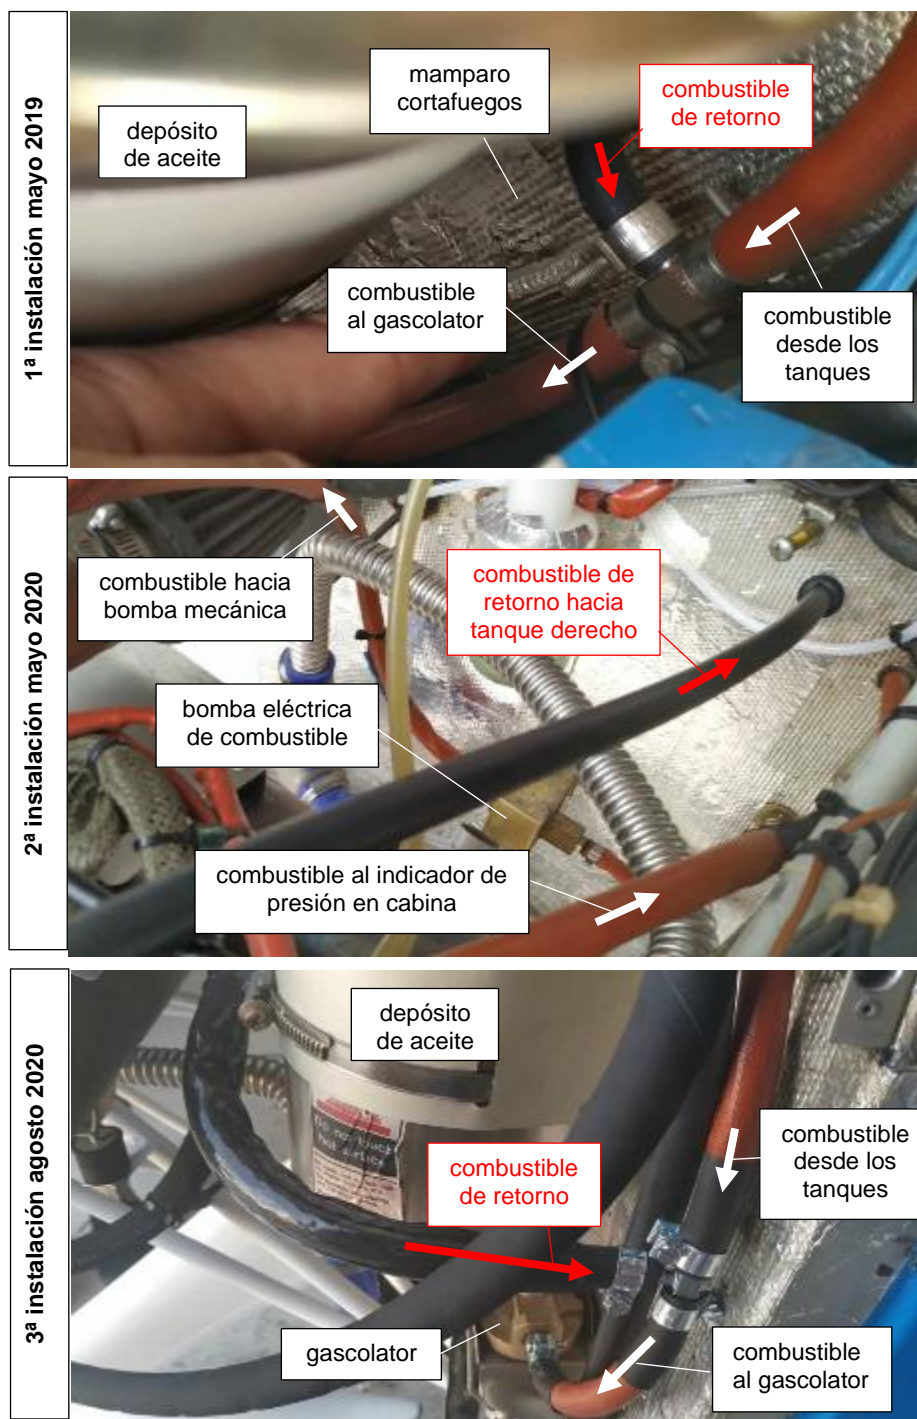 1ª instalación mayo 2019
depósito
de aceite
mamparo
cortafuegos
combustible
de retorno
combustible
al gascolator
combustible
desde los
tanques
2ª instalación mayo 2020
combustible hacia
bomba mecánica
combustible de
retorno hacia
tanque derecho
bomba eléctrica
de combustible
combustible al indicador de
presión en cabina
3ª instalación agosto 2020
depósito
de aceite
combustible
desde los
tanques
combustible
de retorno
gascolator
combustible
al gascolator